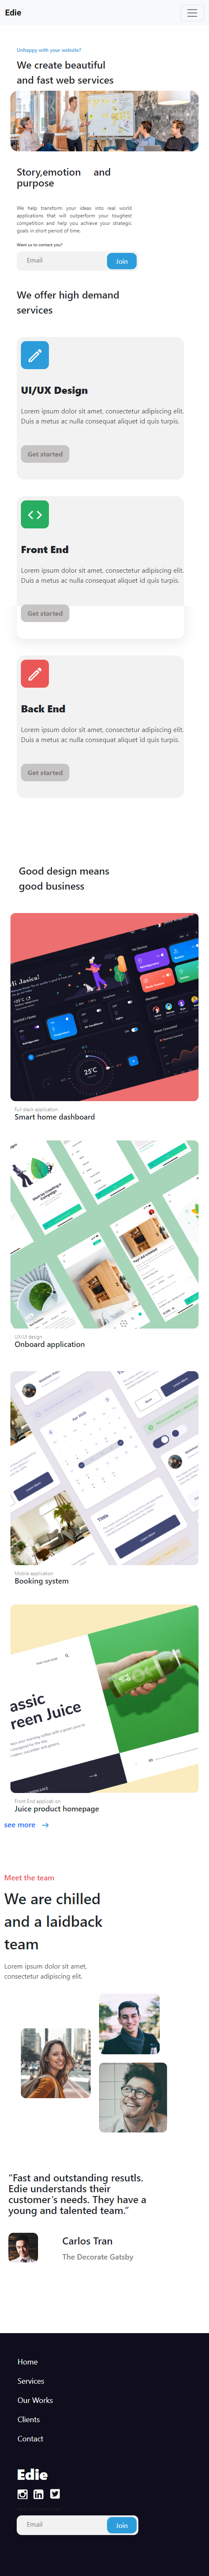 Edie
Unhappy with your website?
We create beautiful
and fast web services
Story,emotion and
purpose
We help transform your ideas into real world
applications that will outperform your toughest
competition and help you achieve your strategic
goals in short period of time.
Want us to contact you?
Email
Join
We offer high demand
services
UI/UX Design
Lorem ipsum dolor sit amet, consectetur adipiscing elit.
Duis a metus ac nulla consequat aliquet id quis turpis.
Get started
Front End
Lorem ipsum dolor sit amet, consectetur adipiscing elit.
Duis a metus ac nulla consequat aliquet id quis turpis.
Get started
Back End
Lorem ipsum dolor sit amet, consectetur adipiscing elit.
Duis a metus ac nulla consequat aliquet id quis turpis.
Get started
Good design means
good business
Hi Jasica!
25°C
Full stack application
Smart home dashboard
UX/UI design
Onboard application
Title
Mobile application
Booking system
assic
reen Juice
Front End application
Juice product homepage
see more
Meet the team
We are chilled
and a laidback
team
Lorem ipsum dolor sit amet,
consectetur adipiscing elit.
“Fast and outstanding resutls.
Edie understands their
customer’s needs. They have a
young and talented team.”
Carlos Tran
The Decorate Gatsby
Home
Services
Our Works
Clients
Contact
Edie
Email
Join